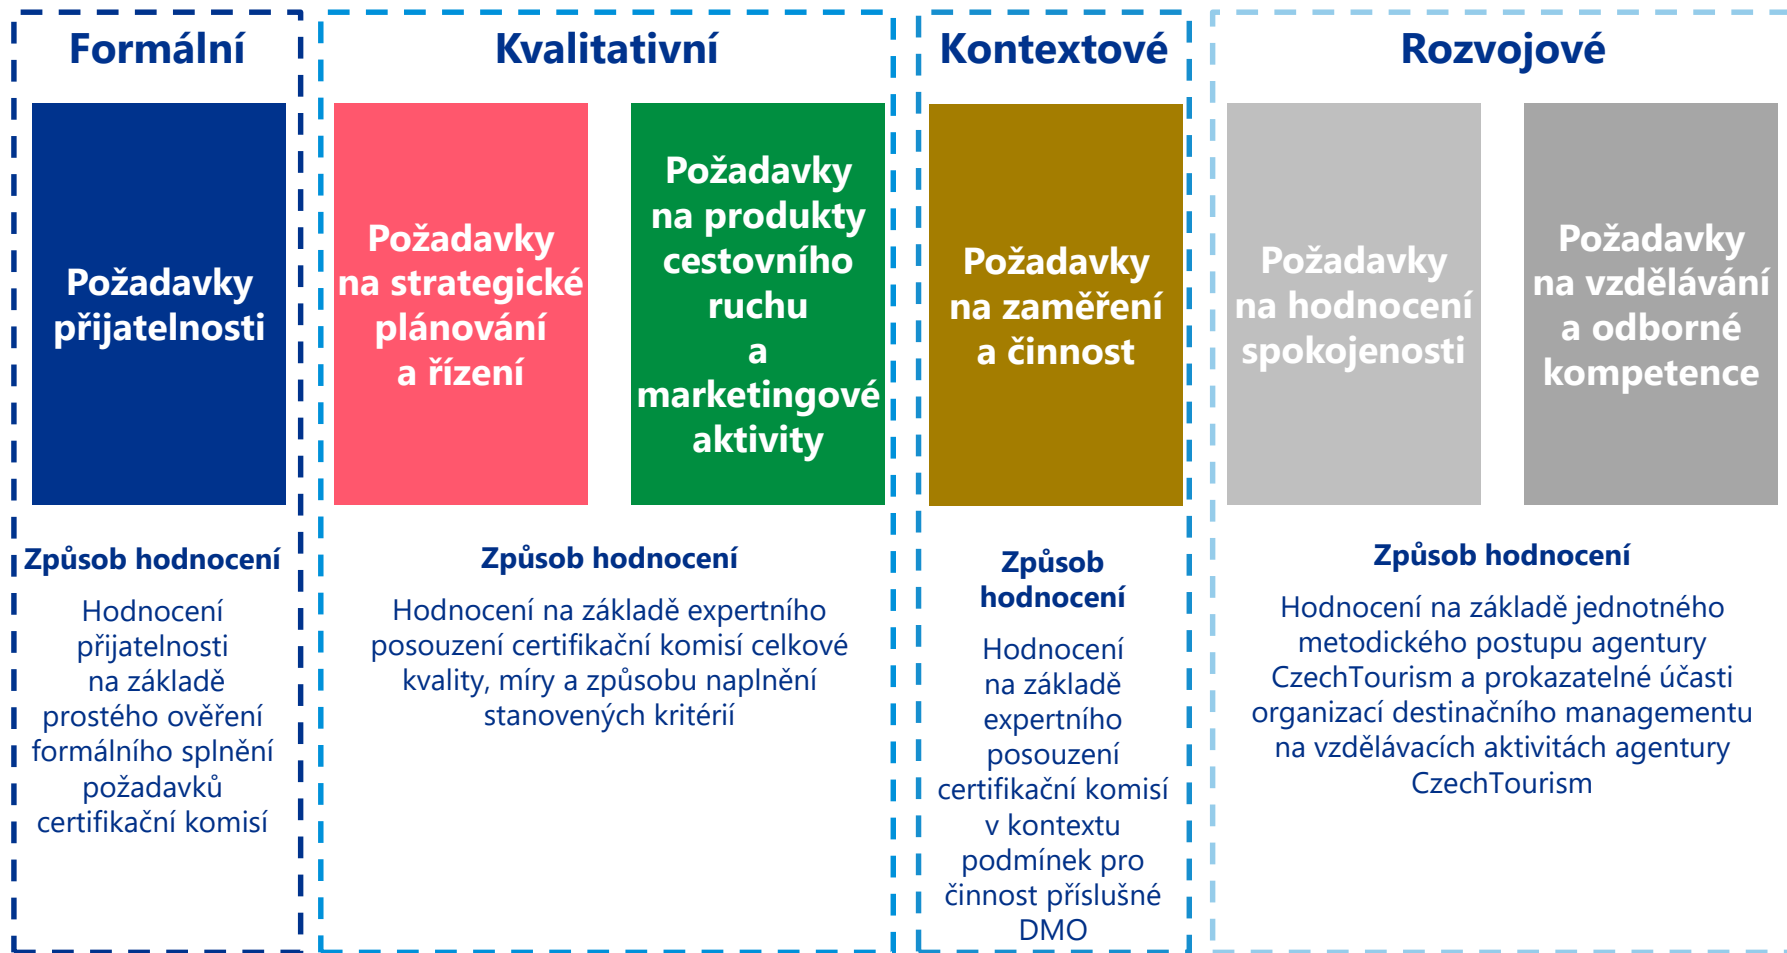 Formální
Požadavky
přijatelnosti
Způsob hodnocení
Hodnocení
přijatelnosti
na základě
prostého ověření
formálního splnění
požadavků
certifikační komisí
Kvalitativní
Požadavky
na strategické
plánování
a řízení
Požadavky
na produkty
cestovního
ruchu
a
marketingové
aktivity
Způsob hodnocení
Hodnocení na základě expertního
posouzení certifikační komisí celkové
kvality, míry a způsobu naplnění
stanovených kritérií
Kontextové
Požadavky
na zaměření
a činnost
Způsob
hodnocení
Hodnocení
na základě
expertního
posouzení
certifikační komisí
v kontextu
podmínek pro
činnost příslušné
DMO
Rozvojové
Požadavky
na hodnocení
spokojenosti
Požadavky
na vzdělávání
a odborné
kompetence
Způsob hodnocení
Hodnocení na základě jednotného
metodického postupu agentury
CzechTourism a prokazatelné účasti
organizací destinačního managementu
na vzdělávacích aktivitách agentury
CzechTourism